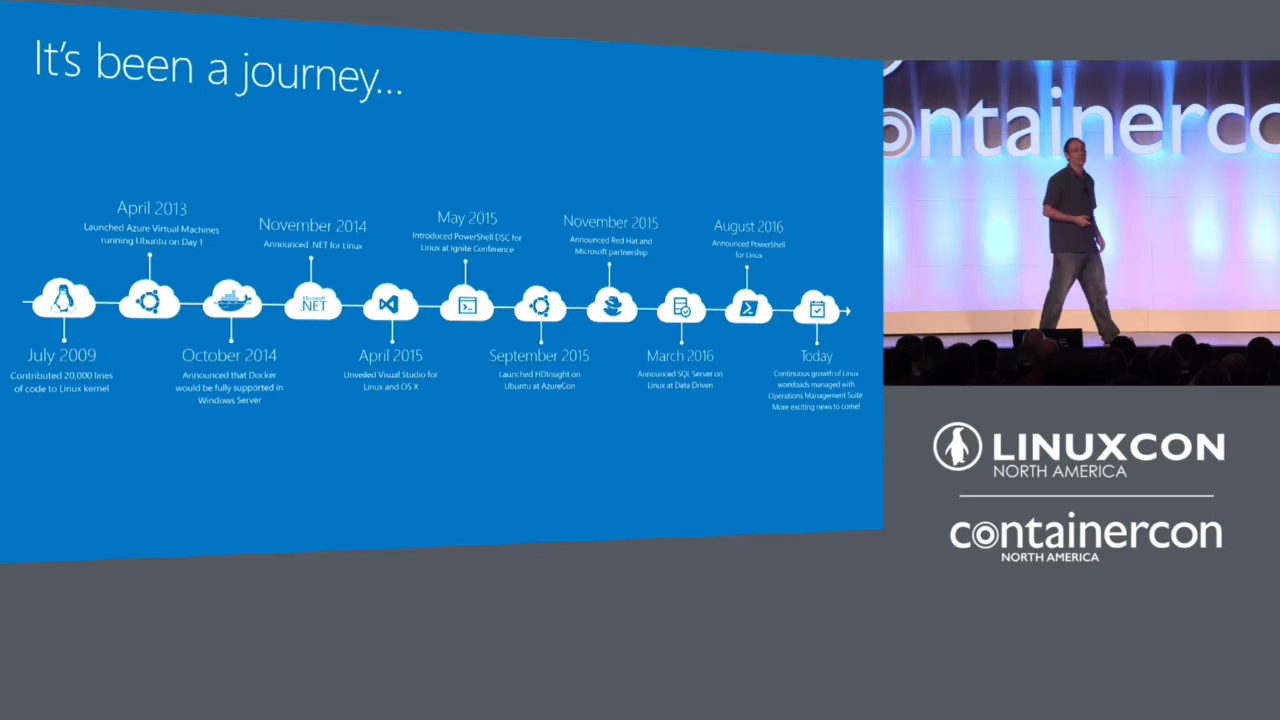 It's been a journey...
April 2013
Launched Azure Virtual Machines
running Ubuntu on Day 1
November 2014
Announced .NET for Linux
May 2015
Introduced PowerShell DSC for
Linux at Ignite Conference
November 2015
Announced Red Hat and
Microsoft partnership
August 2016
Announced PowerShell
for Linux
Microsoft
.NET
July 2009
Contributed 20,000 lines
of code to Linux kernel
October 2014
Announced that Docker
would be fully supported in
Windows Server
April 2015
Unveiled Visual Studio for
Linux and OS X
September 2015
Launched HDInsight on
Ubuntu at AzureCon
March 2016
Announced SQL Server on
Linux at Data Driven
Today
Continuous growth of Linux
workloads managed with
Operations Management Suite
More exciting news to come!
ontainerco
LINUXCON
NORTH AMERICA
containercon
NORTH AMERICA